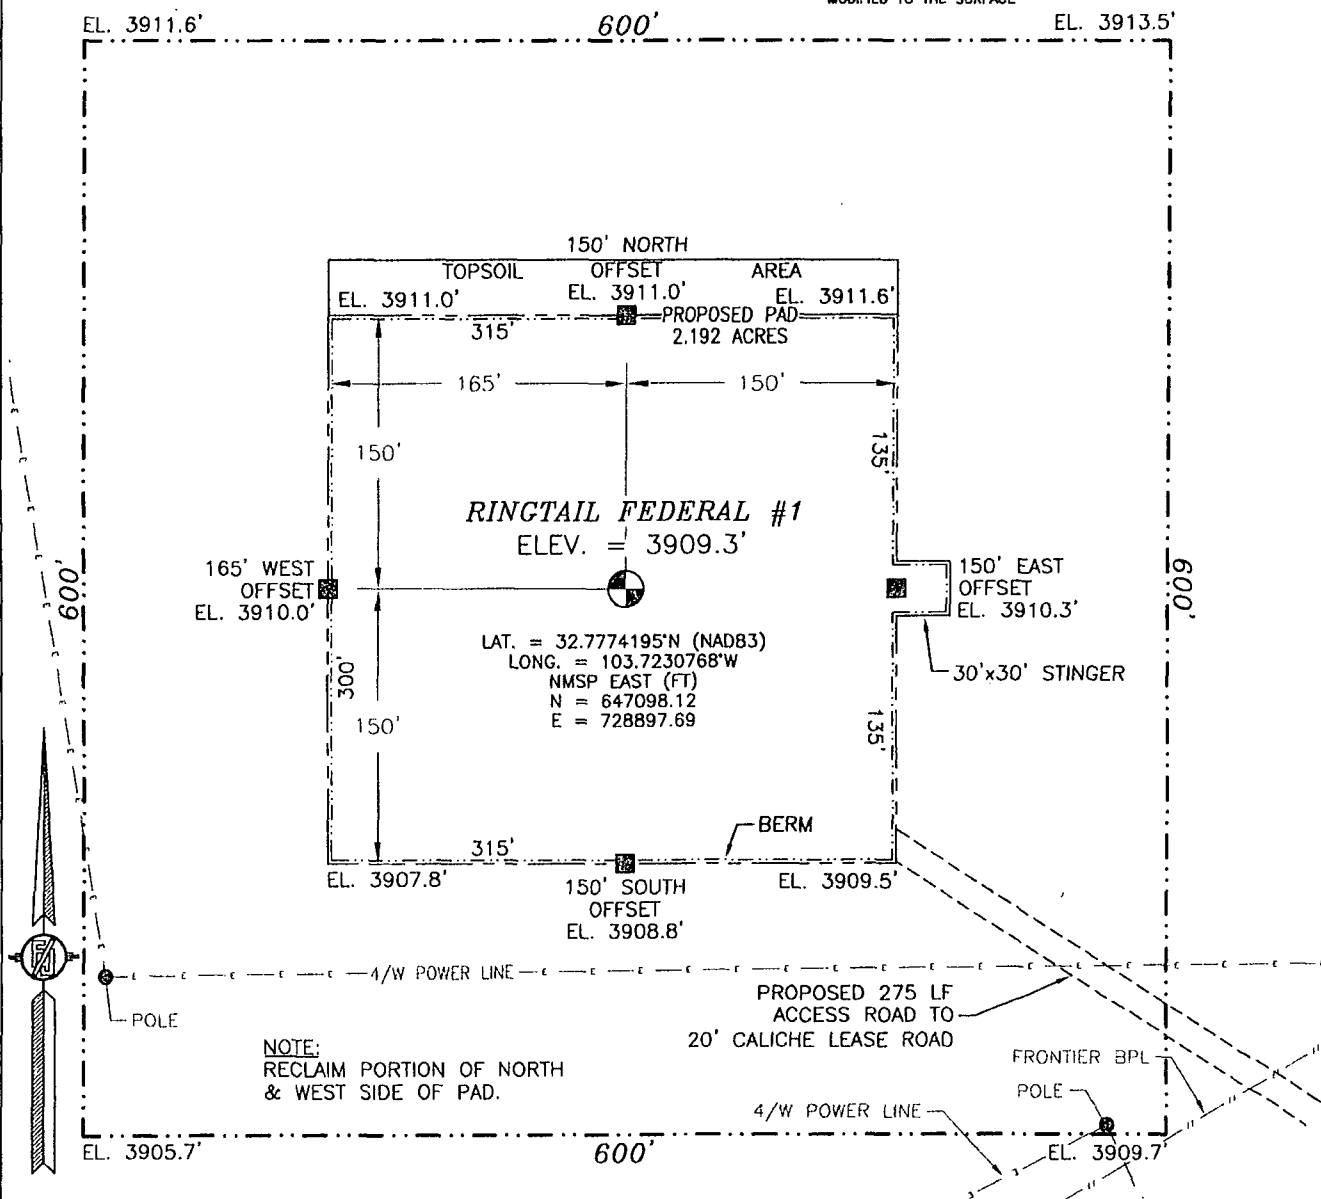 MODIFIED TO THE SURFACE
EL. 3911.6'
600'
EL. 3913.5'
150' NORTH
TOPSOIL OFFSET AREA
EL. 3911.0' EL. 3911.0' EL. 3911.6'
315'
PROPOSED PAD
2.192 ACRES
165'
150'
150'
135'
RINGTAIL FEDERAL #1
ELEV. = 3909.3'
600'
165' WEST
OFFSET
EL. 3910.0'
150' EAST
OFFSET
EL. 3910.3'
600'
LAT. = 32.7774195°N (NAD83)
LONG. = 103.7230768°W
NMSP EAST (FT)
N = 647098.12
E = 728897.69
30'x30' STINGER
300'
150'
135'
BERM
315'
EL. 3907.8'
EL. 3909.5'
150' SOUTH
OFFSET
EL. 3908.8'
4/W POWER LINE
POLE
PROPOSED 275 LF
ACCESS ROAD TO
20' CALICHE LEASE ROAD
NOTE:
RECLAIM PORTION OF NORTH
& WEST SIDE OF PAD.
FRONTIER BPL
POLE
4/W POWER LINE
EL. 3905.7'
600'
EL. 3909.7'